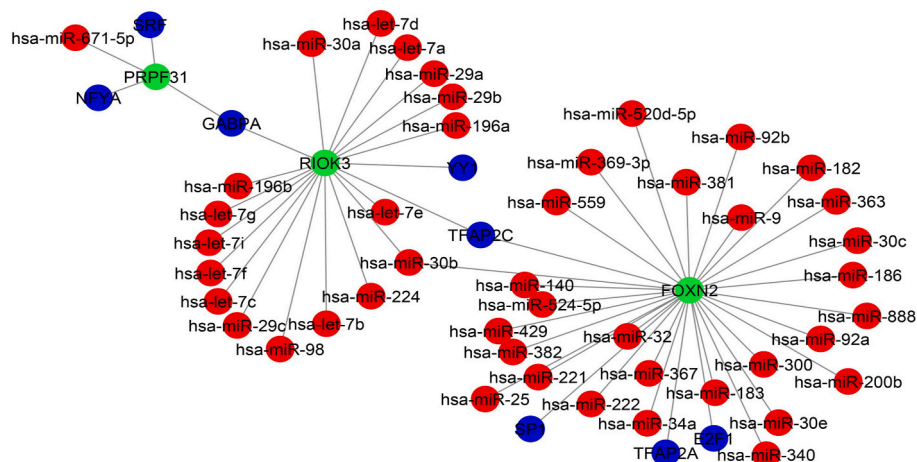 SRF
hsa-miR-671-5p
PRPF31
NFYA
GABPA
hsa-let-7d
hsa-miR-30a
hsa-let-7a
hsa-miR-29a
hsa-miR-29b
hsa-miR-196a
RIOK3
YY1
hsa-miR-196b
hsa-let-7g
hsa-let-7e
hsa-let-7i
TFAP2C
hsa-miR-30b
hsa-let-7f
hsa-let-7c
hsa-miR-224
hsa-miR-29c
hsa-let-7b
hsa-miR-98
hsa-miR-520d-5p
hsa-miR-92b
hsa-miR-369-3p
hsa-miR-182
hsa-miR-381
hsa-miR-559
hsa-miR-9
hsa-miR-363
hsa-miR-30c
hsa-miR-186
FOXN2
hsa-miR-140
hsa-miR-524-5p
hsa-miR-888
hsa-miR-429
hsa-miR-32
hsa-miR-92a
hsa-miR-382
hsa-miR-300
hsa-miR-221
hsa-miR-367
hsa-miR-200b
hsa-miR-25
hsa-miR-183
hsa-miR-222
hsa-miR-34a
hsa-miR-30e
SP1
E2F1
TFAP2A
hsa-miR-340